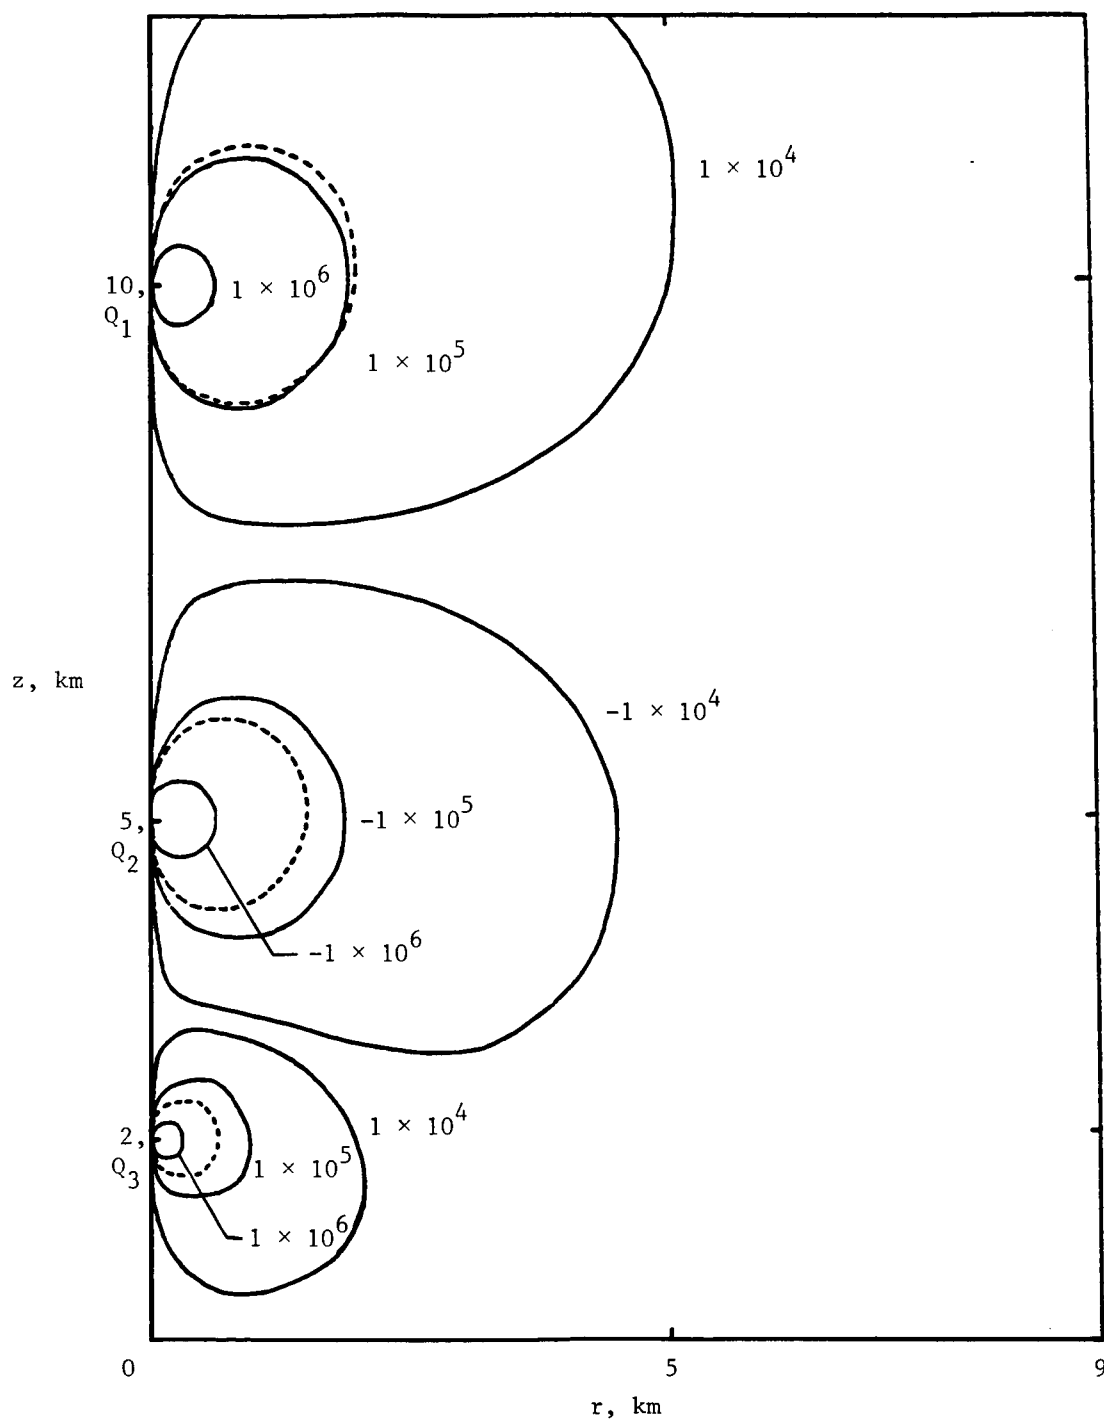 1 × 10^4
10,
Q_1
1 × 10^6
1 × 10^5
z, km
-1 × 10^4
5,
Q_2
-1 × 10^5
-1 × 10^6
2,
Q_3
1 × 10^4
1 × 10^5
1 × 10^6
0
5
9
r, km